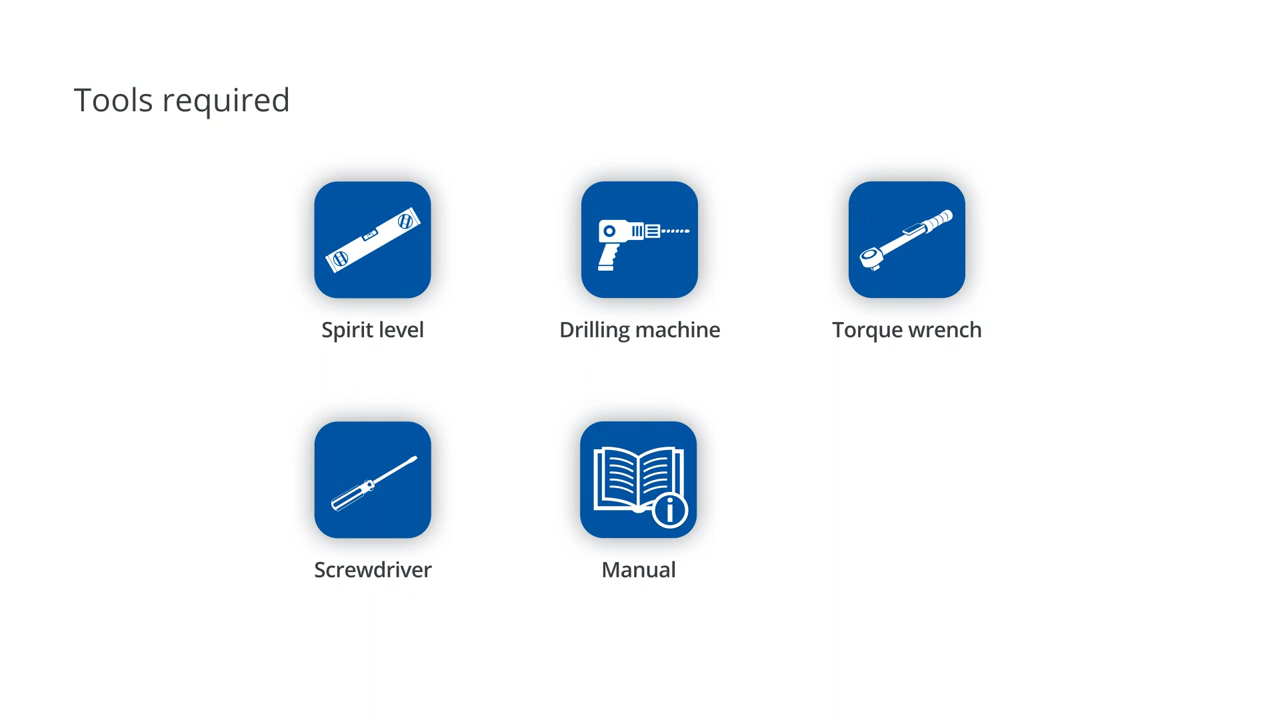 Tools required
Spirit level
Drilling machine
Torque wrench
Screwdriver
Manual